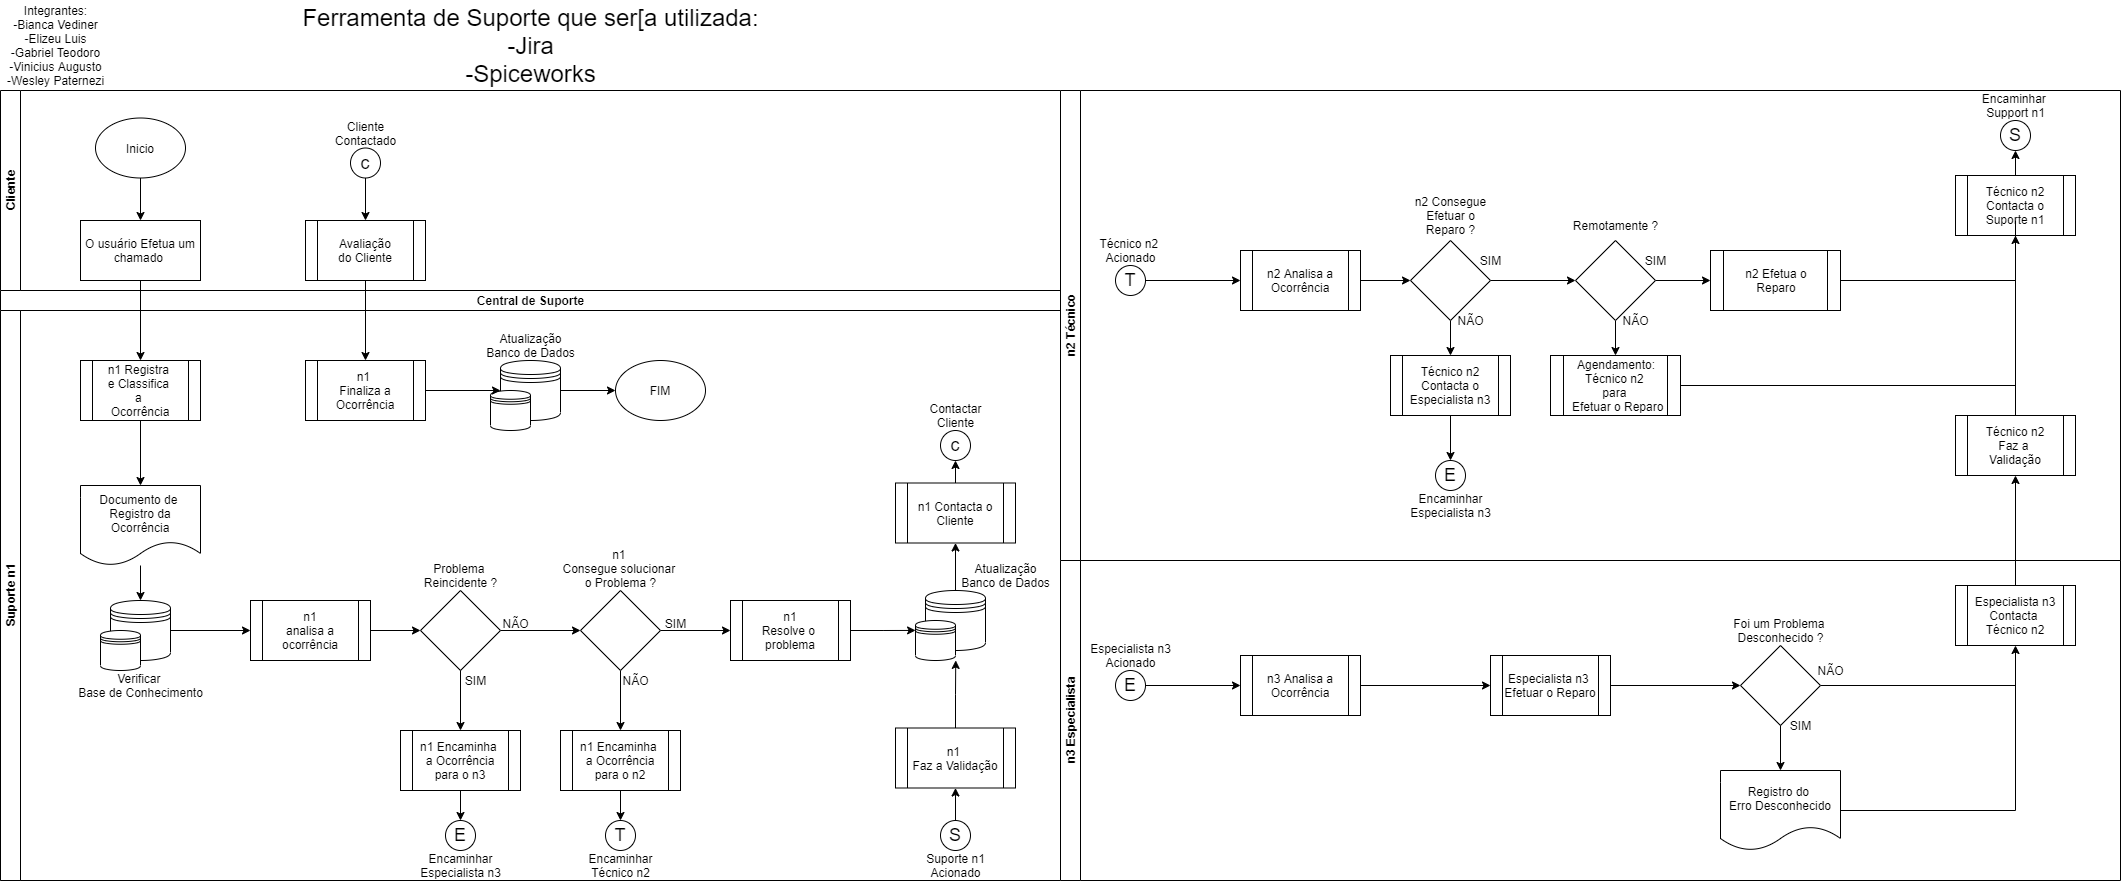 Integrantes:
-Bianca Vediner
-Elizeu Luis
-Gabriel Teodoro
-Vinicius Augusto
-Wesley Paternezi
Ferramenta de Suporte que ser[a utilizada:
-Jira
-Spiceworks
Cliente
Inicio
O usuário Efetua um
chamado
Cliente
Contactado
c
Avaliação
do Cliente
Central de Suporte
Suporte n1
n1 Registra
e Classifica
a
Ocorrência
n1
Finaliza a
Ocorrência
Atualização
Banco de Dados
FIM
Documento de
Registro da
Ocorrência
Verificar
Base de Conhecimento
n1
analisa a
ocorrência
Problema
Reincidente ?
NÃO
SIM
n1
Consegue solucionar
o Problema ?
SIM
NÃO
n1
Resolve o
problema
n1 Encaminha
a Ocorrência
para o n3
E
Encaminhar
Especialista n3
n1 Encaminha
a Ocorrência
para o n2
T
Encaminhar
Técnico n2
Contactar
Cliente
c
n1 Contacta o
Cliente
Atualização
Banco de Dados
n1
Faz a Validação
S
Suporte n1
Acionado
n2 Técnico
Técnico n2
Acionado
T
n2 Analisa a
Ocorrência
n2 Consegue
Efetuar o
Reparo ?
SIM
NÃO
Remotamente ?
SIM
NÃO
n2 Efetua o
Reparo
Técnico n2
Contacta o
Especialista n3
E
Encaminhar
Especialista n3
Agendamento:
Técnico n2
para
Efetuar o Reparo
Encaminhar
Support n1
S
Técnico n2
Contacta o
Suporte n1
Técnico n2
Faz a
Validação
n3 Especialista
Especialista n3
Acionado
E
n3 Analisa a
Ocorrência
Especialista n3
Efetuar o Reparo
Foi um Problema
Desconhecido ?
NÃO
SIM
Registro do
Erro Desconhecido
Especialista n3
Contacta
Técnico n2